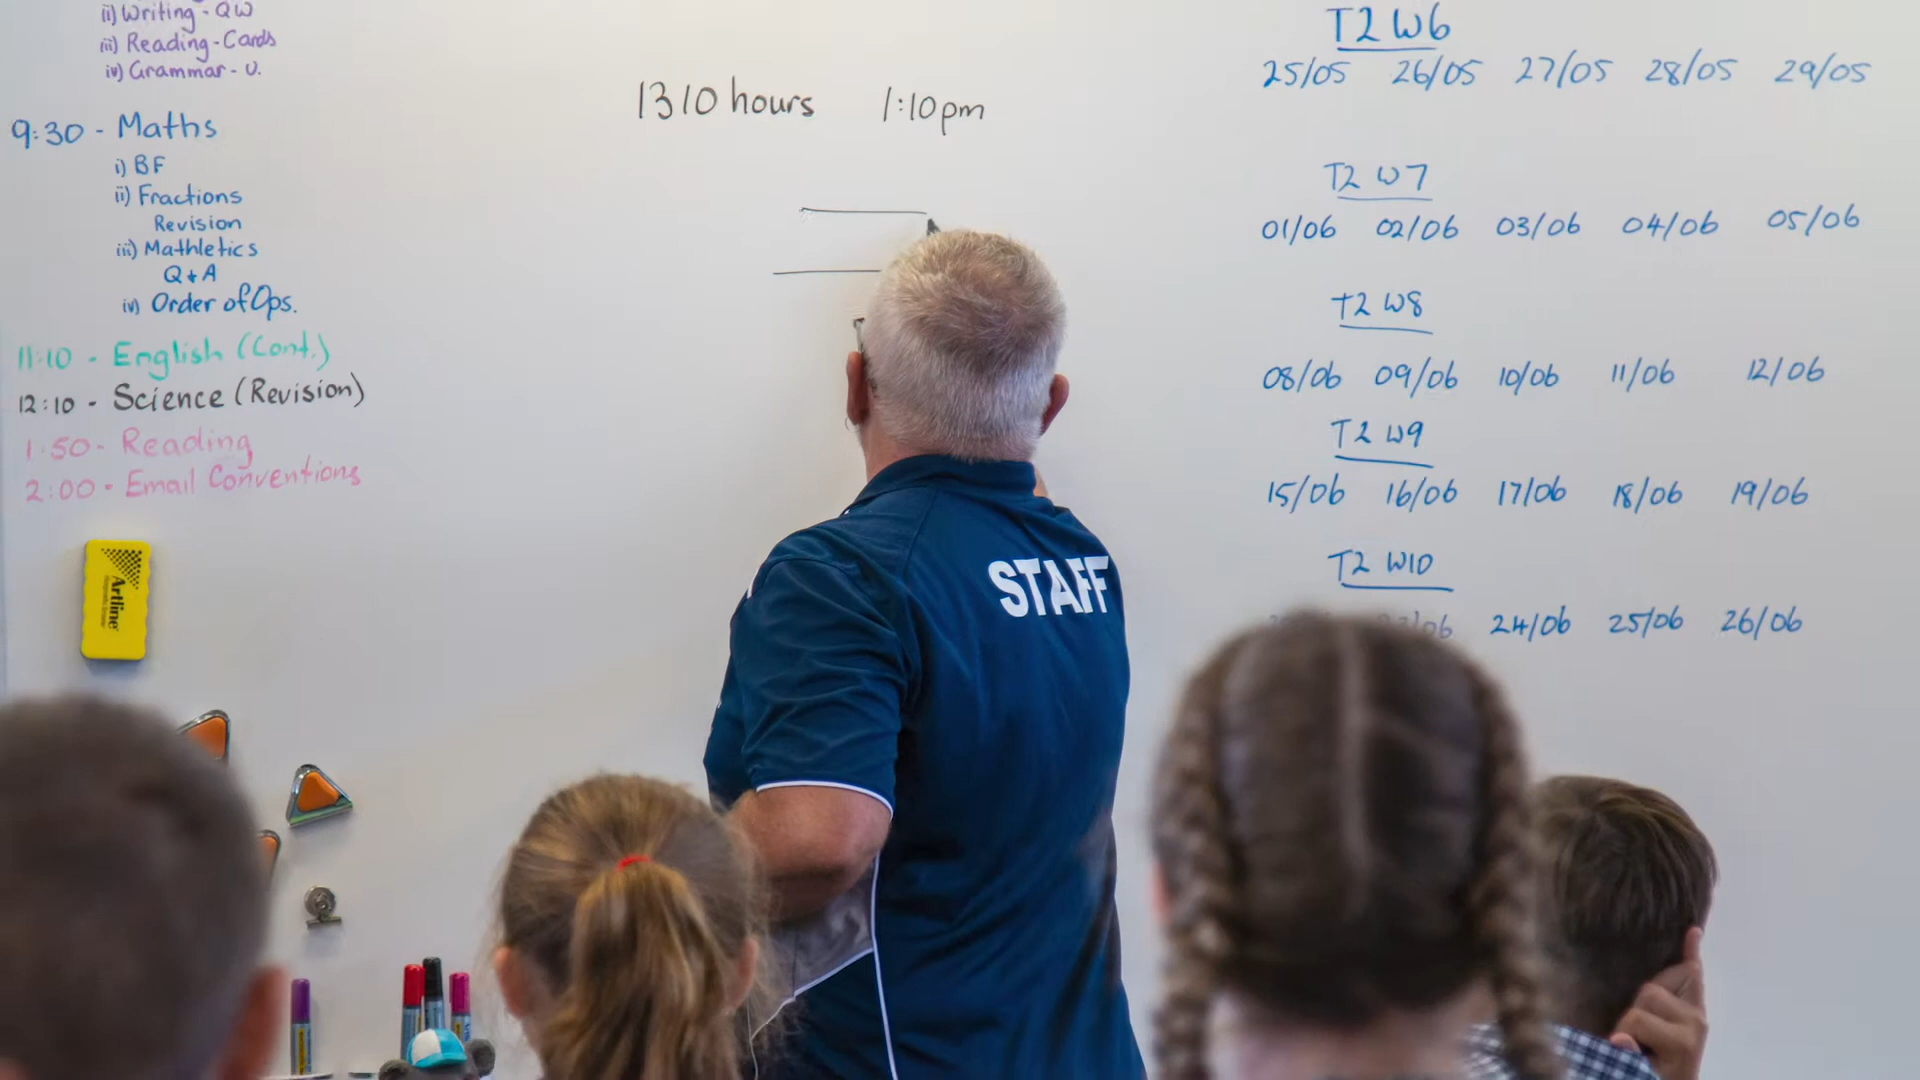 ii) Writing - QW
iii) Reading - Cards
iv) Grammar - U.
9:30 - Maths
i) BF
ii) Fractions
Revision
iii) Mathletics
Q & A
iv) Order of Ops.
11:10 - English (Cont.)
12:10 - Science (Revision)
1:50 - Reading
2:00 - Email Conventions
Artline
1310 hours 1:10pm
STAFF
T2 W6
25/05 26/05 27/05 28/05 29/05
T2 W7
01/06 02/06 03/06 04/06 05/06
T2 W8
08/06 09/06 10/06 11/06 12/06
T2 W9
15/06 16/06 17/06 18/06 19/06
T2 W10
24/06 25/06 26/06